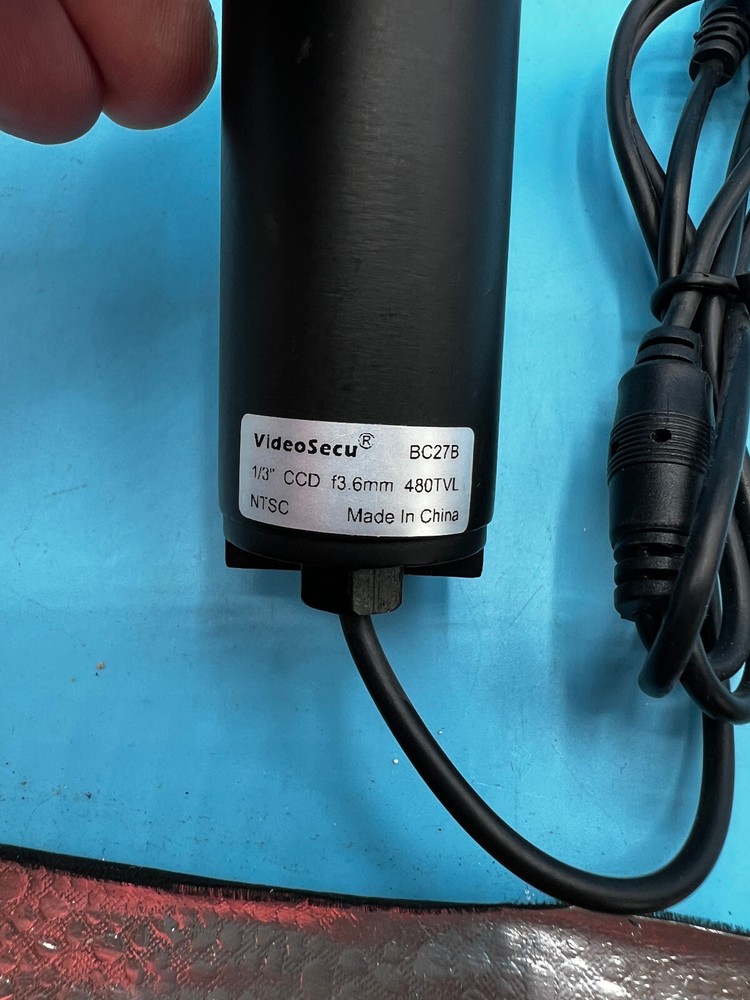 VideoSecu® BC27B
1/3" CCD f3.6mm 480TVL
NTSC Made In China